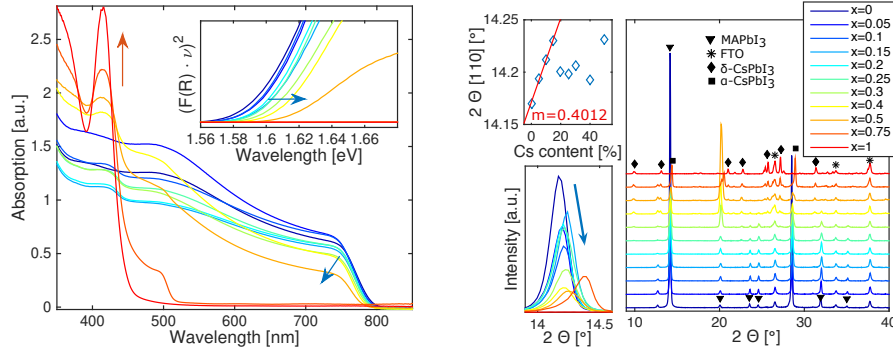 Absorption [a.u.]
2.5
2
1.5
1
0.5
0
400
500
600
700
800
Wavelength [nm]
(F(R) · ν)²
1.56
1.58
1.6
1.62
1.64
1.66
Wavelength [eV]
2 Θ [110] [°]
14.25
14.2
14.15
m=0.4012
0
20
40
Cs content [%]
Intensity [a.u.]
14
14.5
2 Θ [°]
MAPbI₃
FTO
δ-CsPbI₃
α-CsPbI₃
10
20
30
40
2 Θ [°]
x=0
x=0.05
x=0.1
x=0.15
x=0.2
x=0.25
x=0.3
x=0.4
x=0.5
x=0.75
x=1